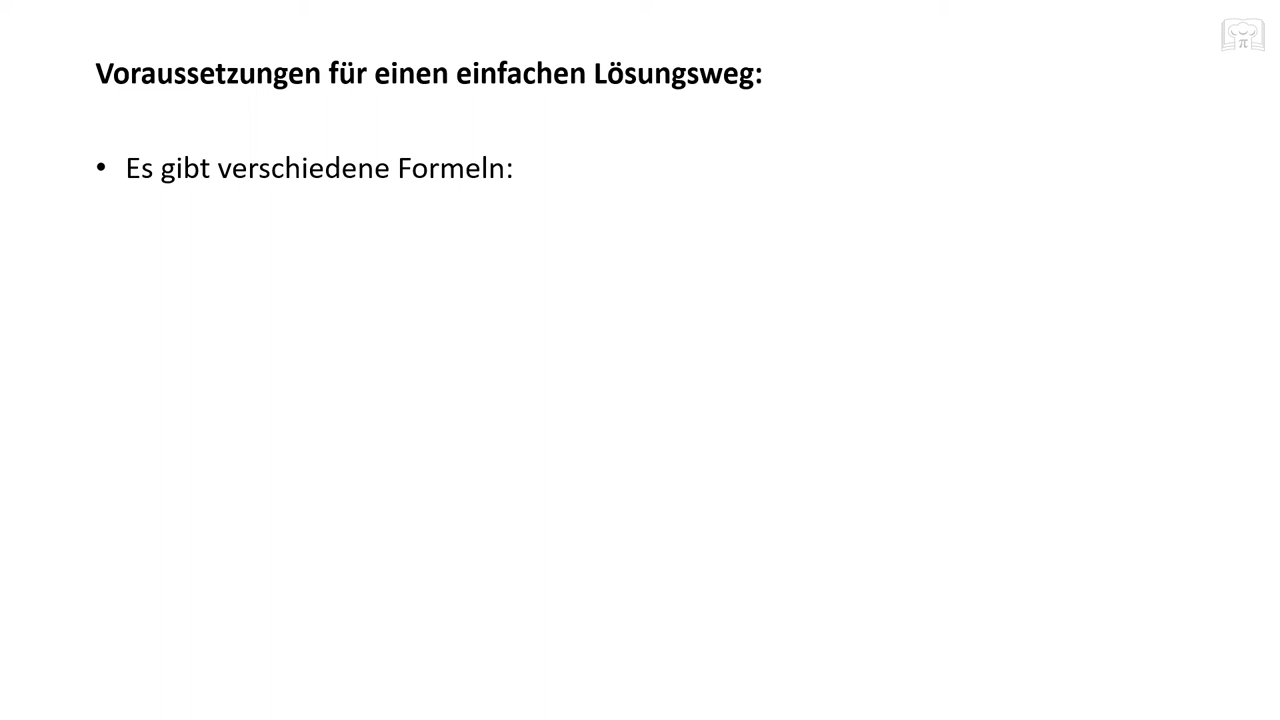 Voraussetzungen für einen einfachen Lösungsweg:
• Es gibt verschiedene Formeln:
π